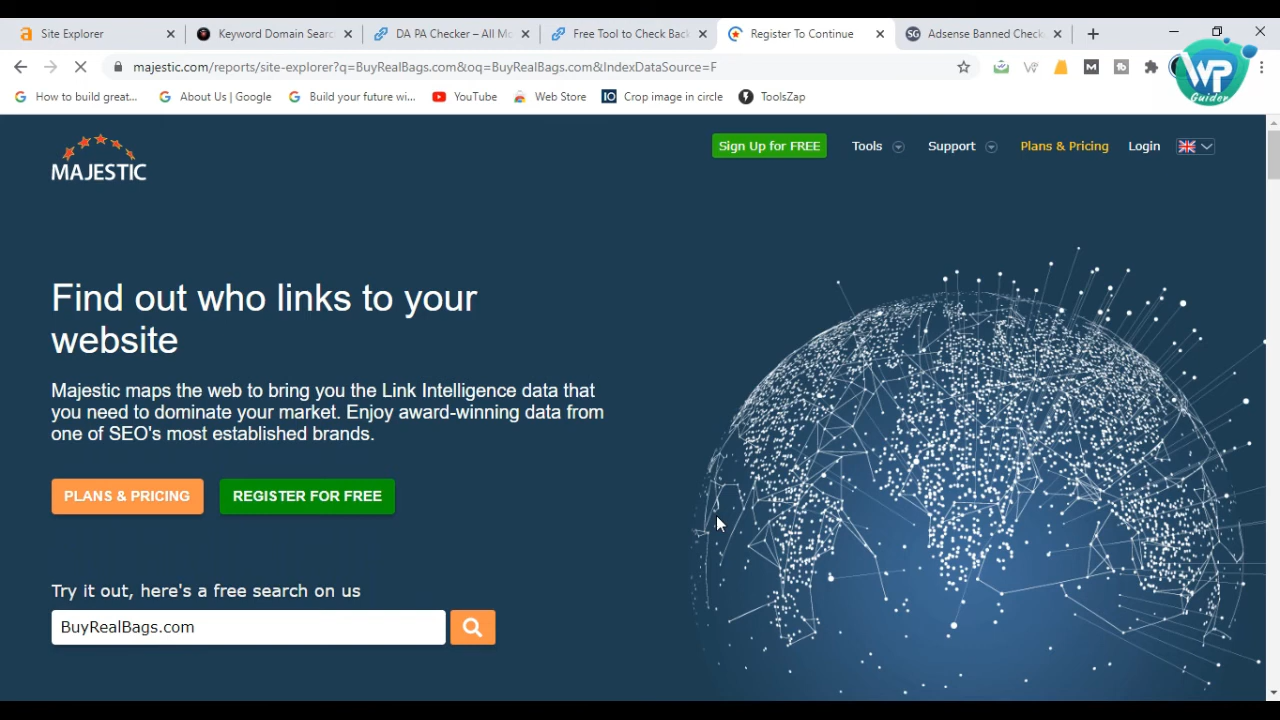 Site Explorer
Keyword Domain Searc
DA PA Checker – All Mo
Free Tool to Check Back
Register To Continue
Adsense Banned Check
majestic.com/reports/site-explorer?q=BuyRealBags.com&oq=BuyRealBags.com&IndexDataSource=F
WP Guider
How to build great...
About Us | Google
Build your future wi...
YouTube
Web Store
Crop image in circle
ToolsZap
MAJESTIC
Sign Up for FREE
Tools
Support
Plans & Pricing
Login
Find out who links to your
website
Majestic maps the web to bring you the Link Intelligence data that
you need to dominate your market. Enjoy award-winning data from
one of SEO's most established brands.
PLANS & PRICING
REGISTER FOR FREE
Try it out, here's a free search on us
BuyRealBags.com